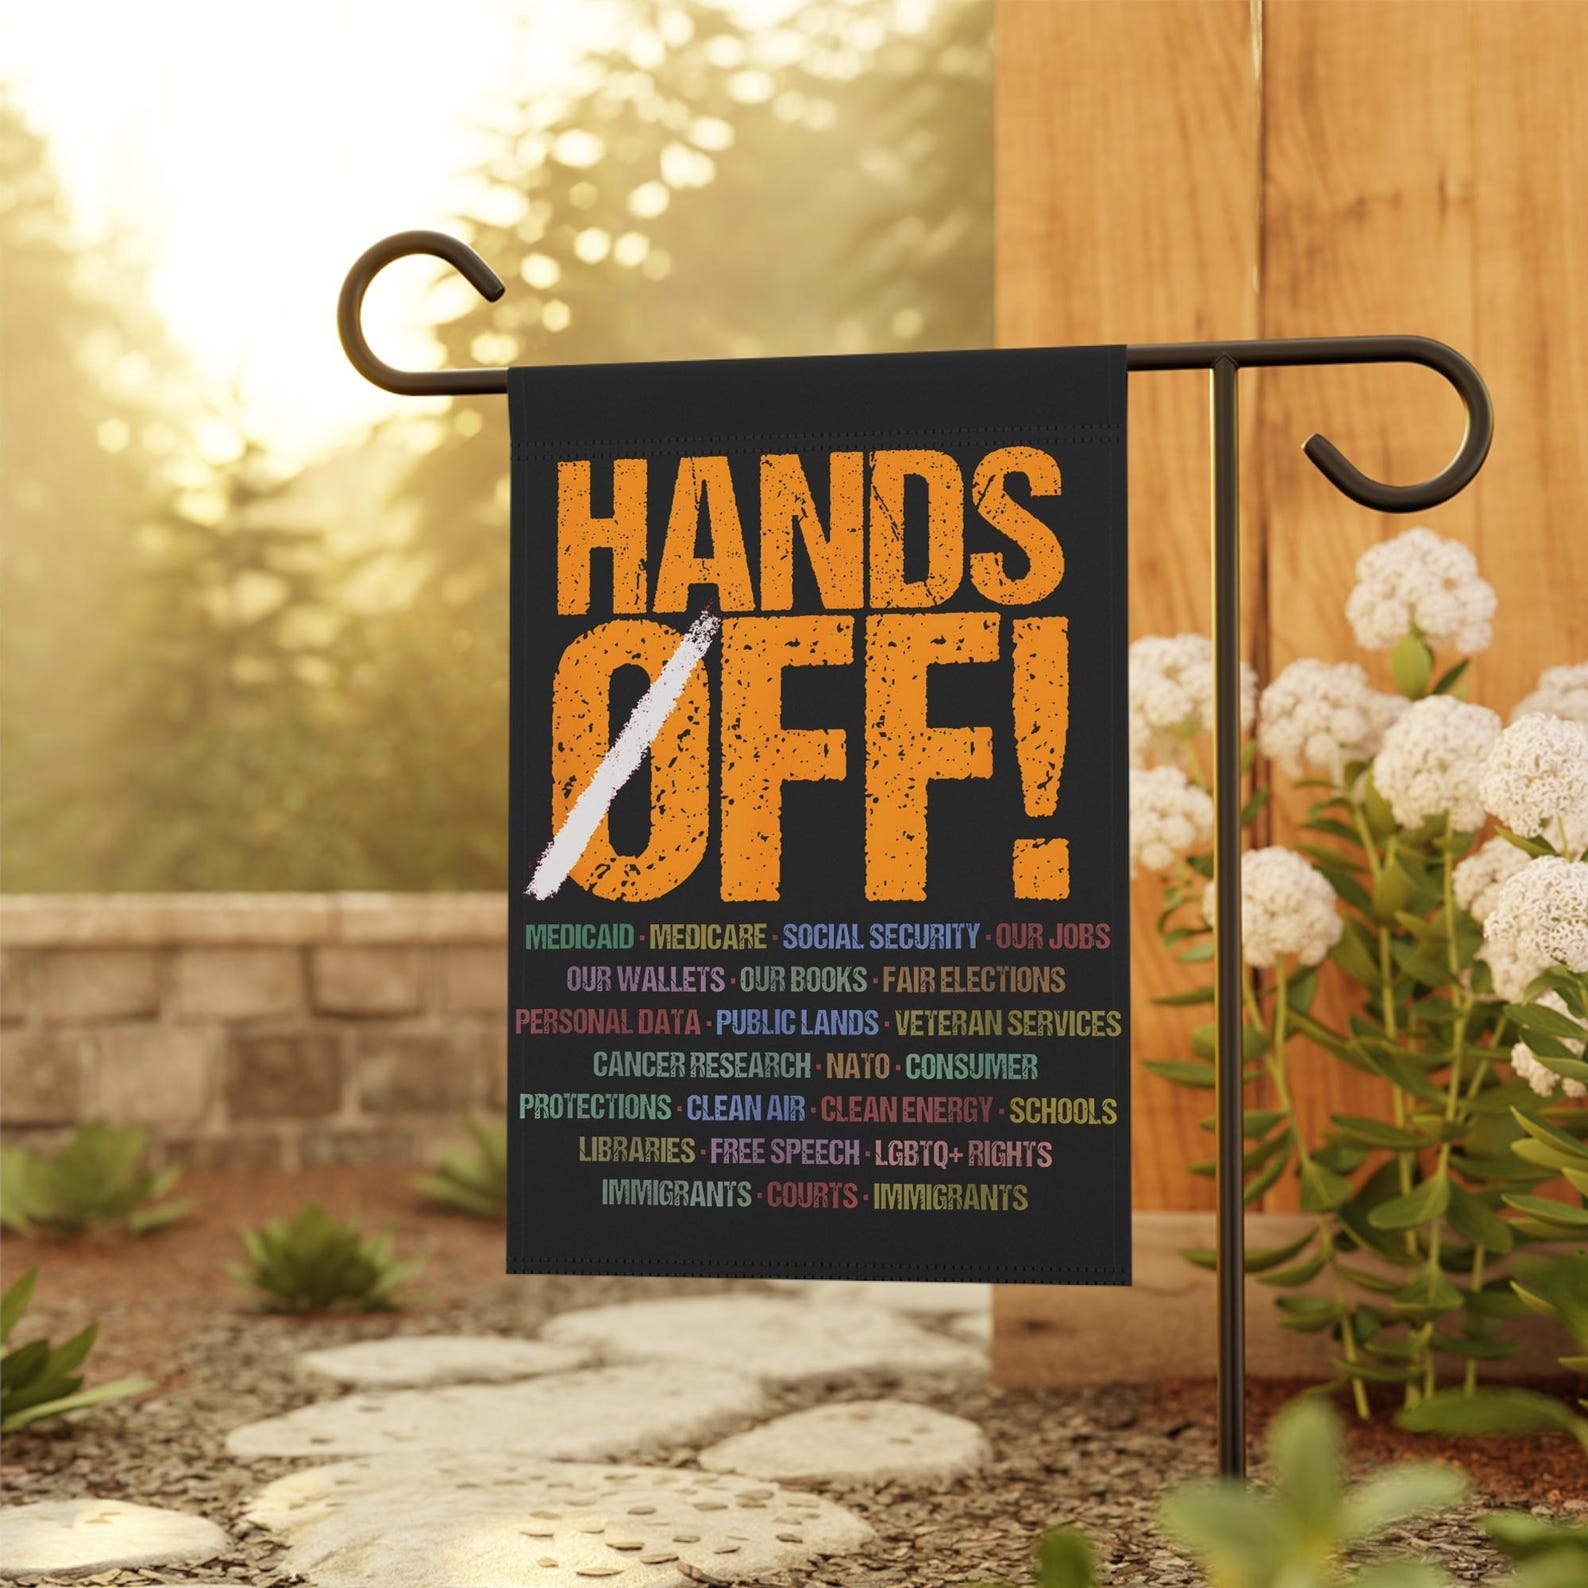 HANDS
OFF!
MEDICAID · MEDICARE · SOCIAL SECURITY · OUR JOBS
OUR WALLETS · OUR BOOKS · FAIR ELECTIONS
PERSONAL DATA · PUBLIC LANDS · VETERAN SERVICES
CANCER RESEARCH · NATO · CONSUMER
PROTECTIONS · CLEAN AIR · CLEAN ENERGY · SCHOOLS
LIBRARIES · FREE SPEECH · LGBTQ+ RIGHTS
IMMIGRANTS · COURTS · IMMIGRANTS